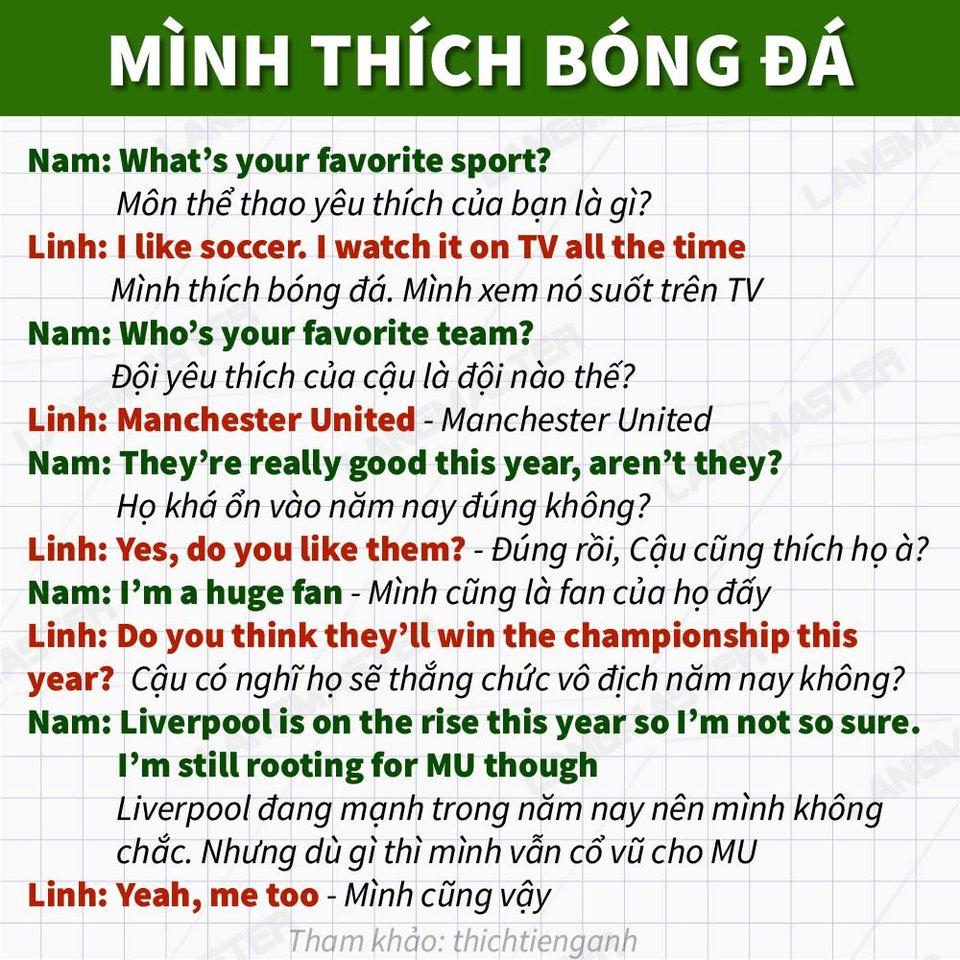 MÌNH THÍCH BÓNG ĐÁ
Nam: What's your favorite sport?
Môn thể thao yêu thích của bạn là gì?
Linh: I like soccer. I watch it on TV all the time
Mình thích bóng đá. Mình xem nó suốt trên TV
Nam: Who's your favorite team?
Đội yêu thích của cậu là đội nào thế?
Linh: Manchester United - Manchester United
Nam: They're really good this year, aren't they?
Họ khá ổn vào năm nay đúng không?
Linh: Yes, do you like them? - Đúng rồi, Cậu cũng thích họ à?
Nam: I'm a huge fan - Mình cũng là fan của họ đấy
Linh: Do you think they'll win the championship this
year? Cậu có nghĩ họ sẽ thắng chức vô địch năm nay không?
Nam: Liverpool is on the rise this year so I'm not so sure.
I'm still rooting for MU though
Liverpool đang mạnh trong năm nay nên mình không
chắc. Nhưng dù gì thì mình vẫn cổ vũ cho MU
Linh: Yeah, me too - Mình cũng vậy
Tham khảo: thichtienganh
LANGMASTER